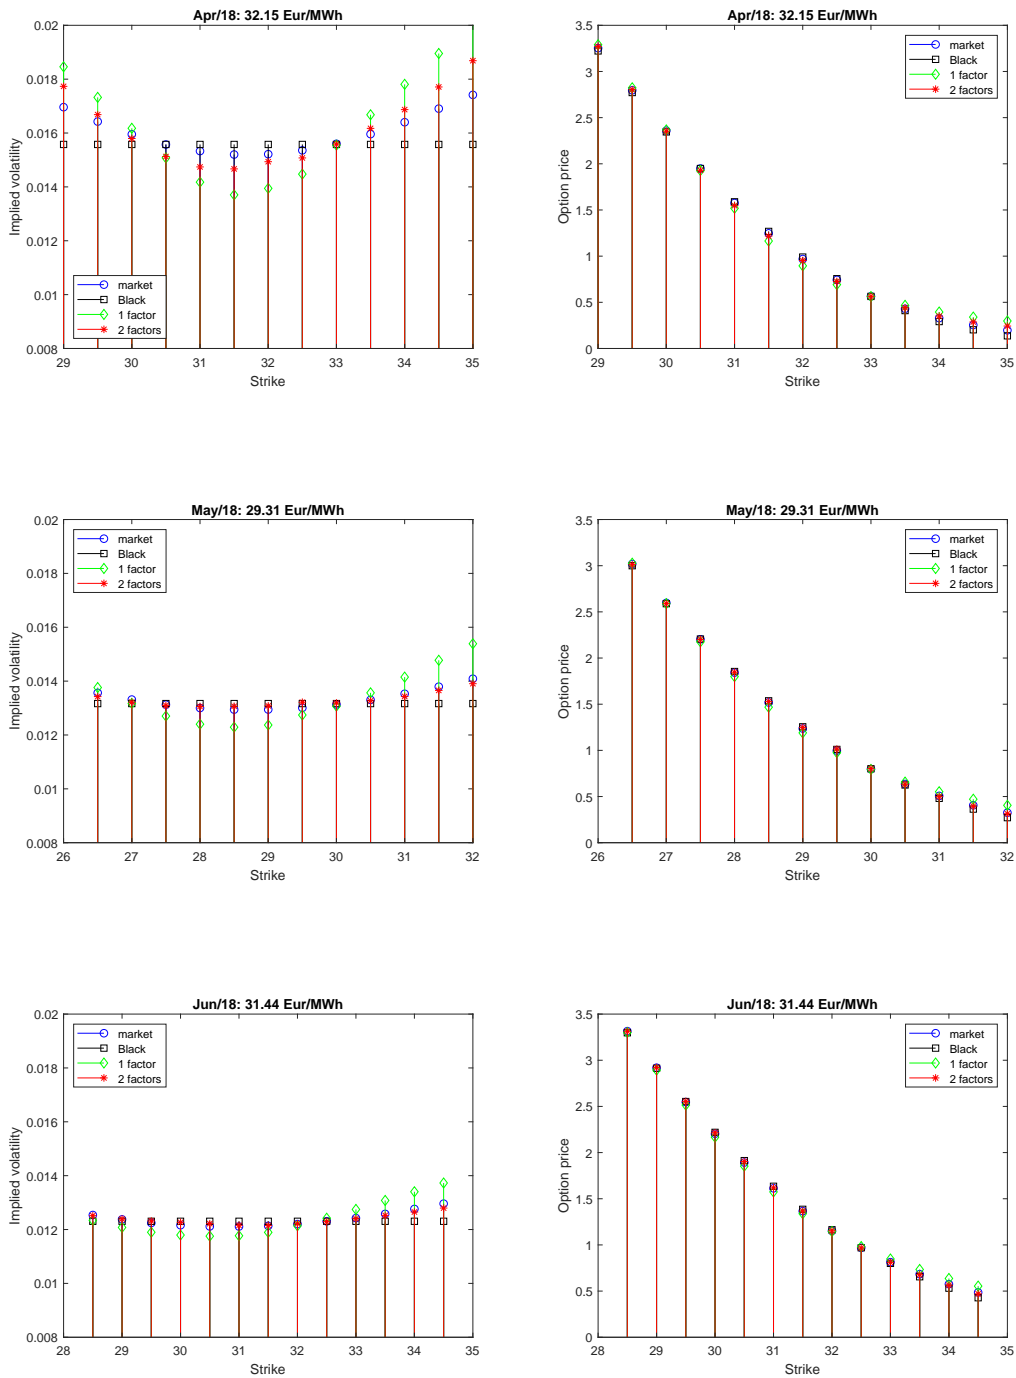 Apr/18: 32.15 Eur/MWh
0.02
0.018
0.016
0.014
0.012
0.01
0.008
Implied volatility
market
Black
1 factor
2 factors
29 30 31 32 33 34 35
Strike
Apr/18: 32.15 Eur/MWh
3.5
3
2.5
2
1.5
1
0.5
0
Option price
market
Black
1 factor
2 factors
29 30 31 32 33 34 35
Strike
May/18: 29.31 Eur/MWh
0.02
0.018
0.016
0.014
0.012
0.01
0.008
Implied volatility
market
Black
1 factor
2 factors
26 27 28 29 30 31 32
Strike
May/18: 29.31 Eur/MWh
3.5
3
2.5
2
1.5
1
0.5
0
Option price
market
Black
1 factor
2 factors
26 27 28 29 30 31 32
Strike
Jun/18: 31.44 Eur/MWh
0.02
0.018
0.016
0.014
0.012
0.01
0.008
Implied volatility
market
Black
1 factor
2 factors
28 29 30 31 32 33 34 35
Strike
Jun/18: 31.44 Eur/MWh
3.5
3
2.5
2
1.5
1
0.5
0
Option price
market
Black
1 factor
2 factors
28 29 30 31 32 33 34 35
Strike